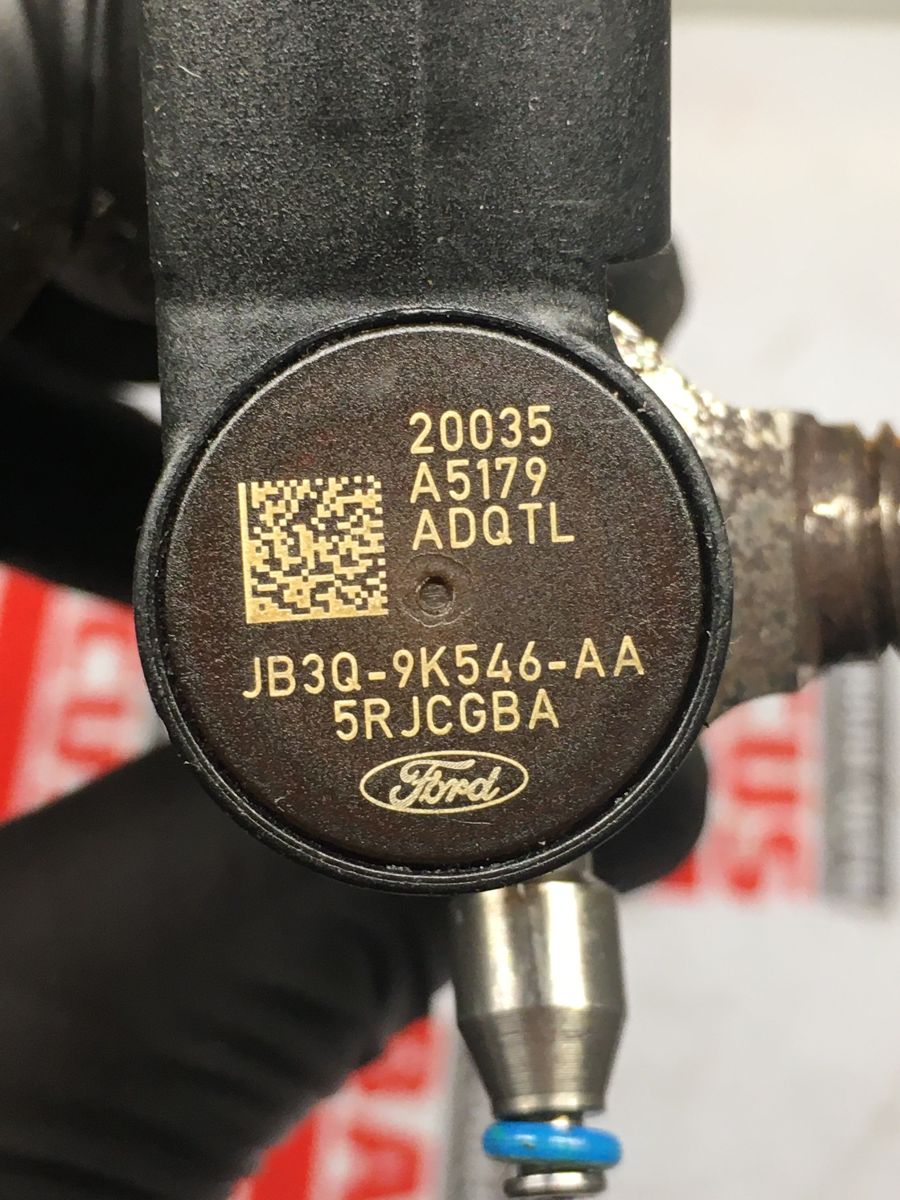 20035
A5179
ADQTL
JB3Q-9K546-AA
5RJCGBA
Ford